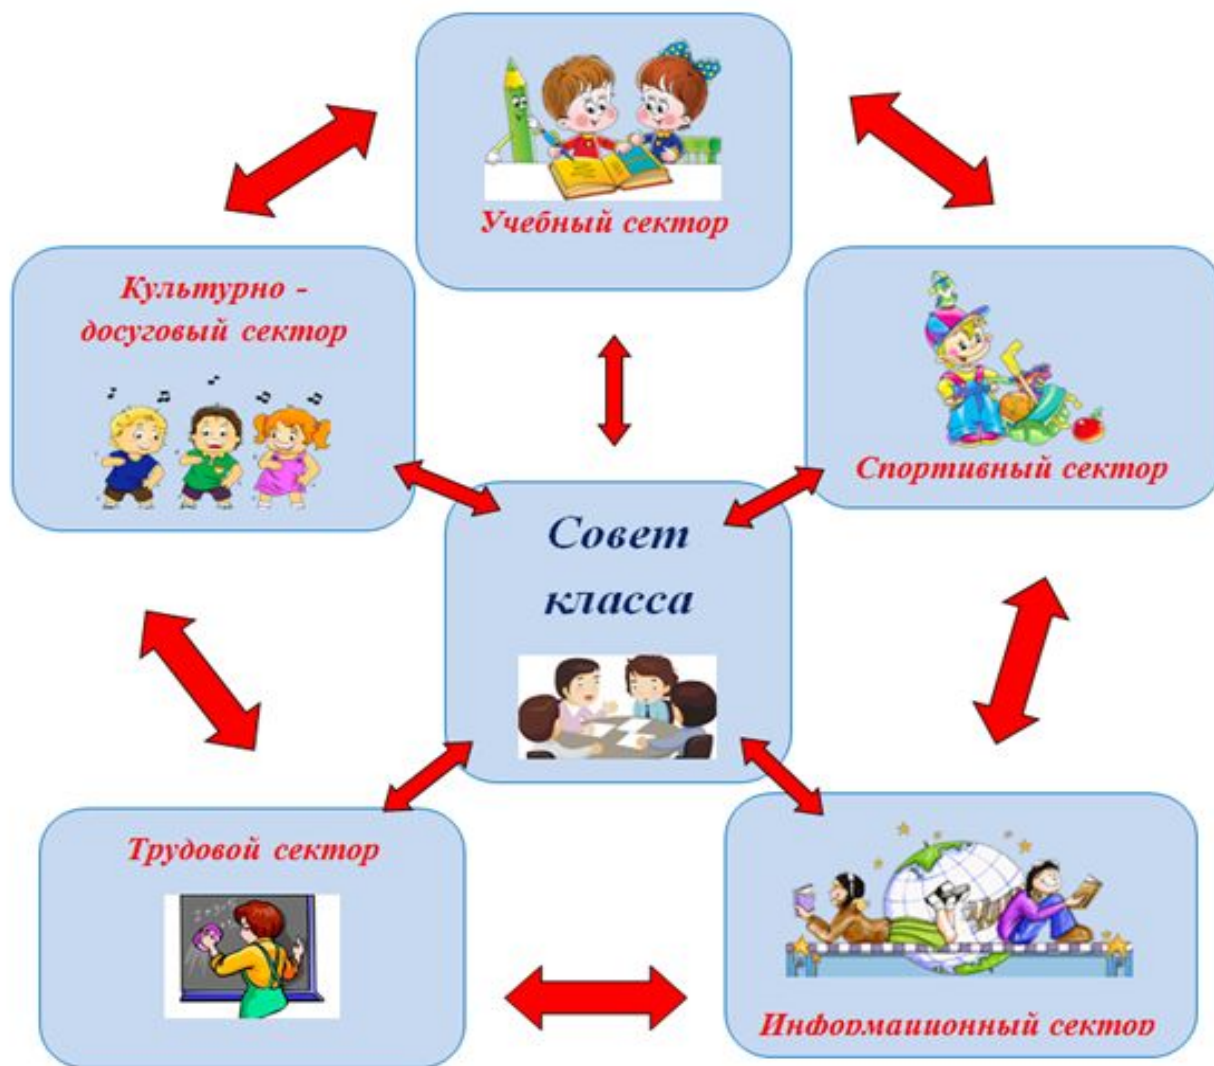 Учебный сектор
Культурно -
досуговый сектор
Спортивный сектор
Совет
класса
Трудовой сектор
Информационный сектор